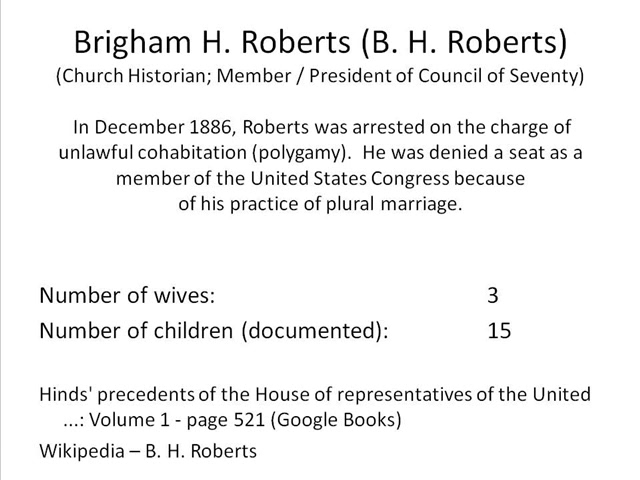 Brigham H. Roberts (B. H. Roberts)
(Church Historian; Member / President of Council of Seventy)
In December 1886, Roberts was arrested on the charge of
unlawful cohabitation (polygamy).  He was denied a seat as a
member of the United States Congress because
of his practice of plural marriage.
Number of wives: 3
Number of children (documented): 15
Hinds' precedents of the House of representatives of the United
...: Volume 1 - page 521 (Google Books)
Wikipedia – B. H. Roberts